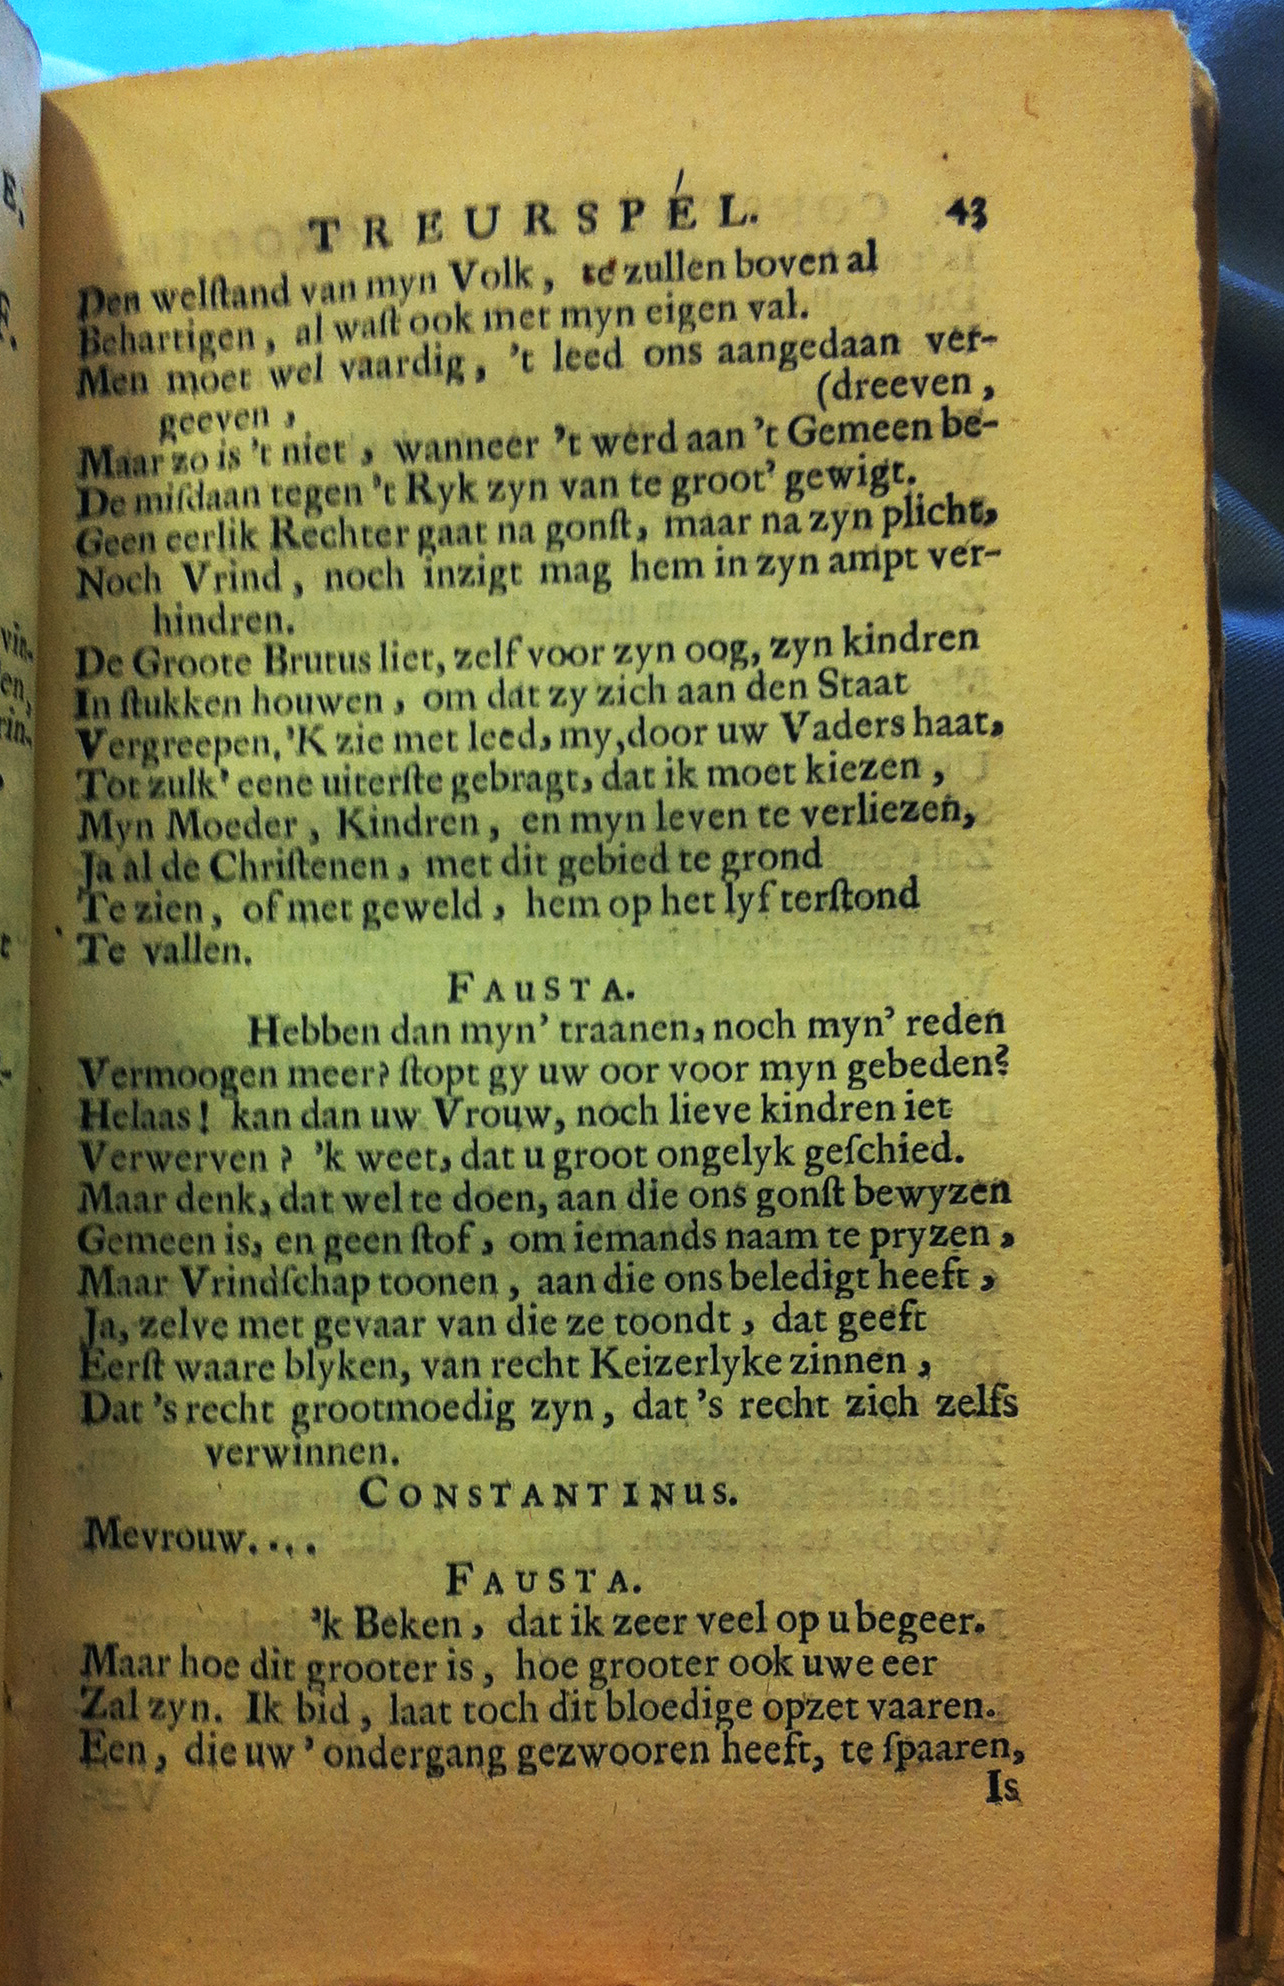 TREURSPÉL. 43
Den welſtand van myn Volk, te zullen boven al
Behartigen, al waſt ook met myn eigen val.
Men moet wel vaardig, 't leed ons aangedaan ver-
geeven, (dreeven,
Maar zo is 't niet, wanneer 't werd aan 't Gemeen be-
De miſdaan tegen 't Ryk zyn van te groot' gewigt.
Geen eerlik Rechter gaat na gonſt, maar na zyn plicht,
Noch Vrind, noch inzigt mag hem in zyn ampt ver-
hindren.
De Groote Brutus liet, zelf voor zyn oog, zyn kindren
In ſtukken houwen, om dat zy zich aan den Staat
Vergreepen. 'K zie met leed, my, door uw Vaders haat,
Tot zulk' eene uiterſte gebragt, dat ik moet kiezen,
Myn Moeder, Kindren, en myn leven te verliezen,
Ja al de Chriſtenen, met dit gebied te grond
Te zien, of met geweld, hem op het lyf terſtond
Te vallen.
FAUSTA.
Hebben dan myn' traanen, noch myn' reden
Vermoogen meer? ſtopt gy uw oor voor myn gebeden?
Helaas! kan dan uw Vrouw, noch lieve kindren iet
Verwerven? 'k weet, dat u groot ongelyk geſchied.
Maar denk, dat wel te doen, aan die ons gonſt bewyzen
Gemeen is, en geen ſtof, om iemands naam te pryzen,
Maar Vrindſchap toonen, aan die ons beledigt heeft,
Ja, zelve met gevaar van die ze toondt, dat geeft
Eerſt waare blyken, van recht Keizerlyke zinnen,
Dat 's recht grootmoedig zyn, dat 's recht zich zelfs
verwinnen.
CONSTANTINUS.
Mevrouw....
FAUSTA.
'k Beken, dat ik zeer veel op u begeer.
Maar hoe dit grooter is, hoe grooter ook uwe eer
Zal zyn. Ik bid, laat toch dit bloedige opzet vaaren.
Een, die uw' ondergang gezwooren heeft, te ſpaaren,
Is